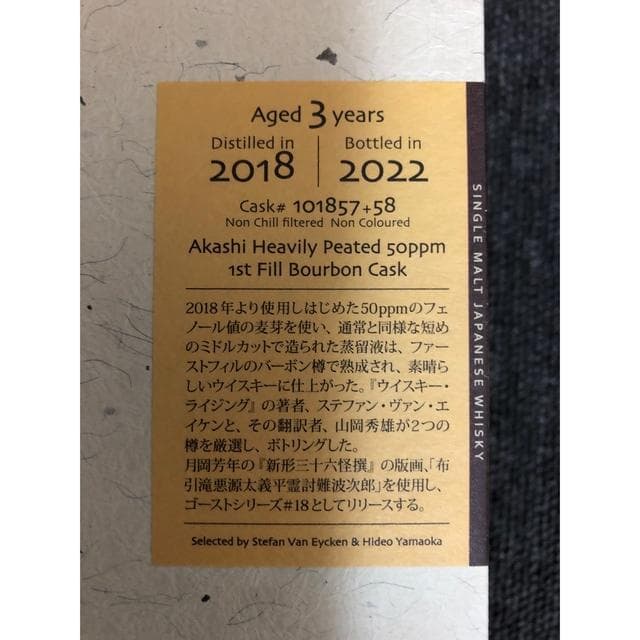 Aged 3 years
Distilled in
2018
Bottled in
2022
Cask# 101857+58
Non Chill filtered Non Coloured
Akashi Heavily Peated 50ppm
1st Fill Bourbon Cask
2018年より使用しはじめた50ppmのフェ
ノール値の麦芽を使い、通常と同様な短め
のミドルカットで造られた蒸留液は、ファー
ストフィルのバーボン樽で熟成され、素晴ら
しいウイスキーに仕上がった。『ウイスキー・
ライジング』の著者、ステファン・ヴァン・エ
イケンと、その翻訳者、山岡秀雄が2つの
樽を厳選し、ボトリングした。
月岡芳年の『新形三十六怪撰』の版画、「布
引滝悪源太義平霊討難波次郎」を使用し、
ゴーストシリーズ#18としてリリースする。
Selected by Stefan Van Eycken & Hideo Yamaoka
SINGLE MALT JAPANESE WHISKY